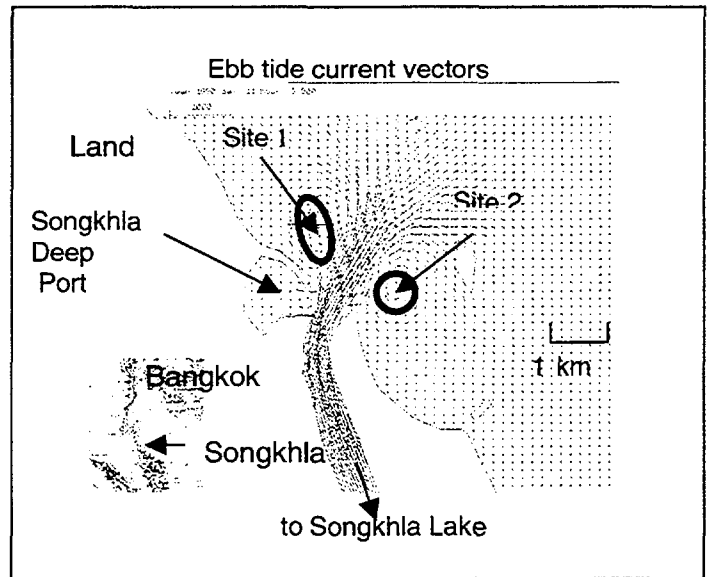 Ebb tide current vectors
Land
Site 1
Site 2
Songkhla
Deep
Port
1 km
Bangkok
Songkhla
to Songkhla Lake